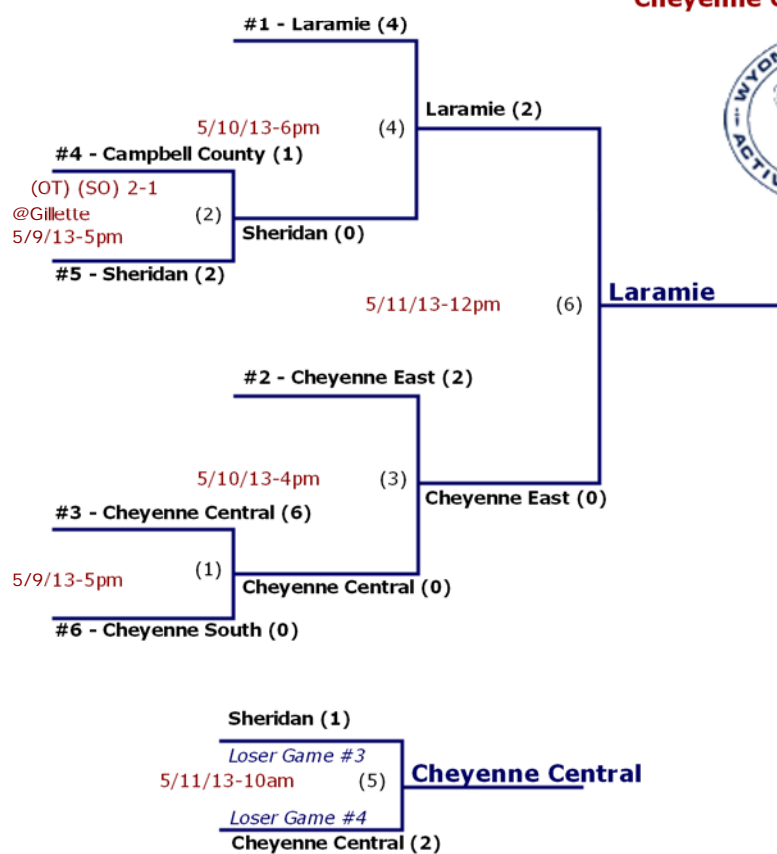 Cheyenne
#1 - Laramie (4)
WYOM
ACTIV
Laramie (2)
5/10/13-6pm
(4)
#4 - Campbell County (1)
(OT) (SO) 2-1
@Gillette
(2)
5/9/13-5pm
Sheridan (0)
#5 - Sheridan (2)
Laramie
5/11/13-12pm
(6)
#2 - Cheyenne East (2)
5/10/13-4pm
(3)
Cheyenne East (0)
#3 - Cheyenne Central (6)
5/9/13-5pm
(1)
Cheyenne Central (0)
#6 - Cheyenne South (0)
Sheridan (1)
Loser Game #3
5/11/13-10am
(5)
Cheyenne Central
Loser Game #4
Cheyenne Central (2)